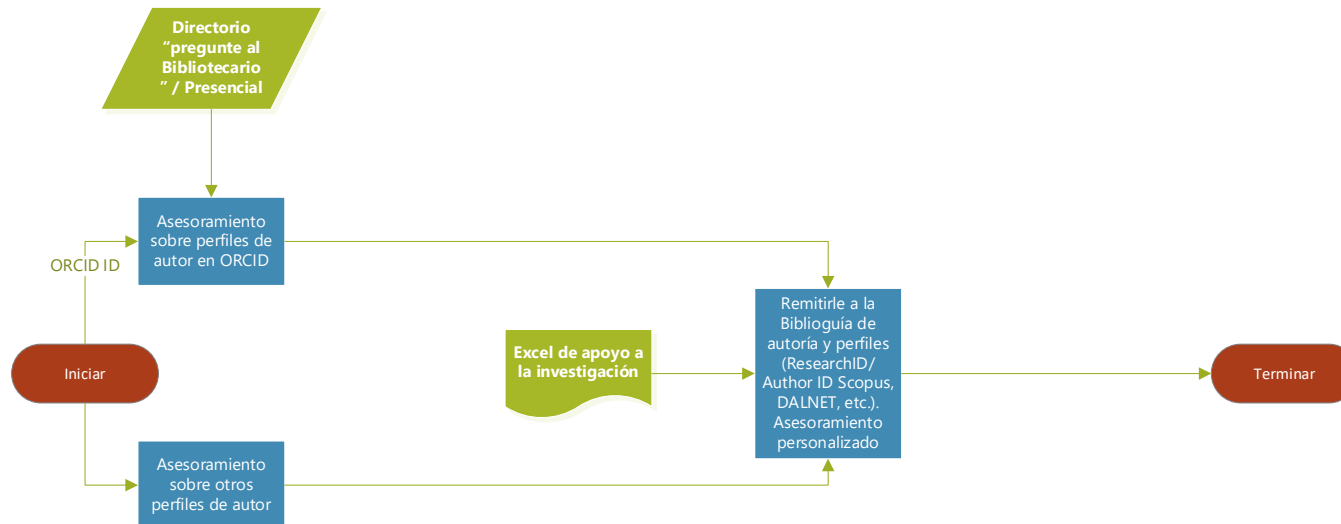 Directorio
“pregunte al
Bibliotecario
” / Presencial
Asesoramiento
sobre perfiles de
autor en ORCID
ORCID ID
Iniciar
Excel de apoyo a
la investigación
Remitirle a la
Biblioguía de
autoría y perfiles
(ResearchID/
Author ID Scopus,
DALNET, etc.).
Asesoramiento
personalizado
Terminar
Asesoramiento
sobre otros
perfiles de autor